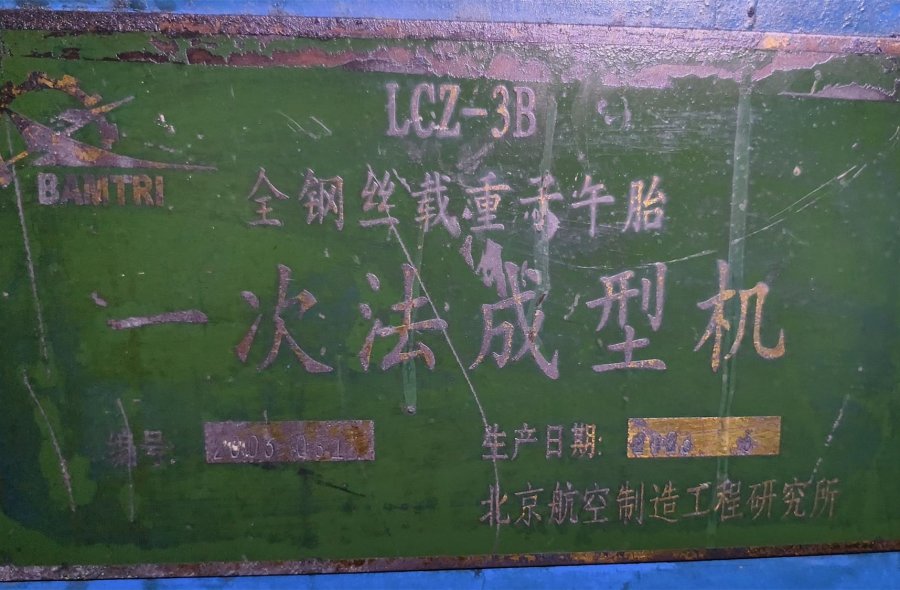 LCZ-3B
BAMTRI
全钢丝载重子午胎
一次法成型机
编号
生产日期:
北京航空制造工程研究所